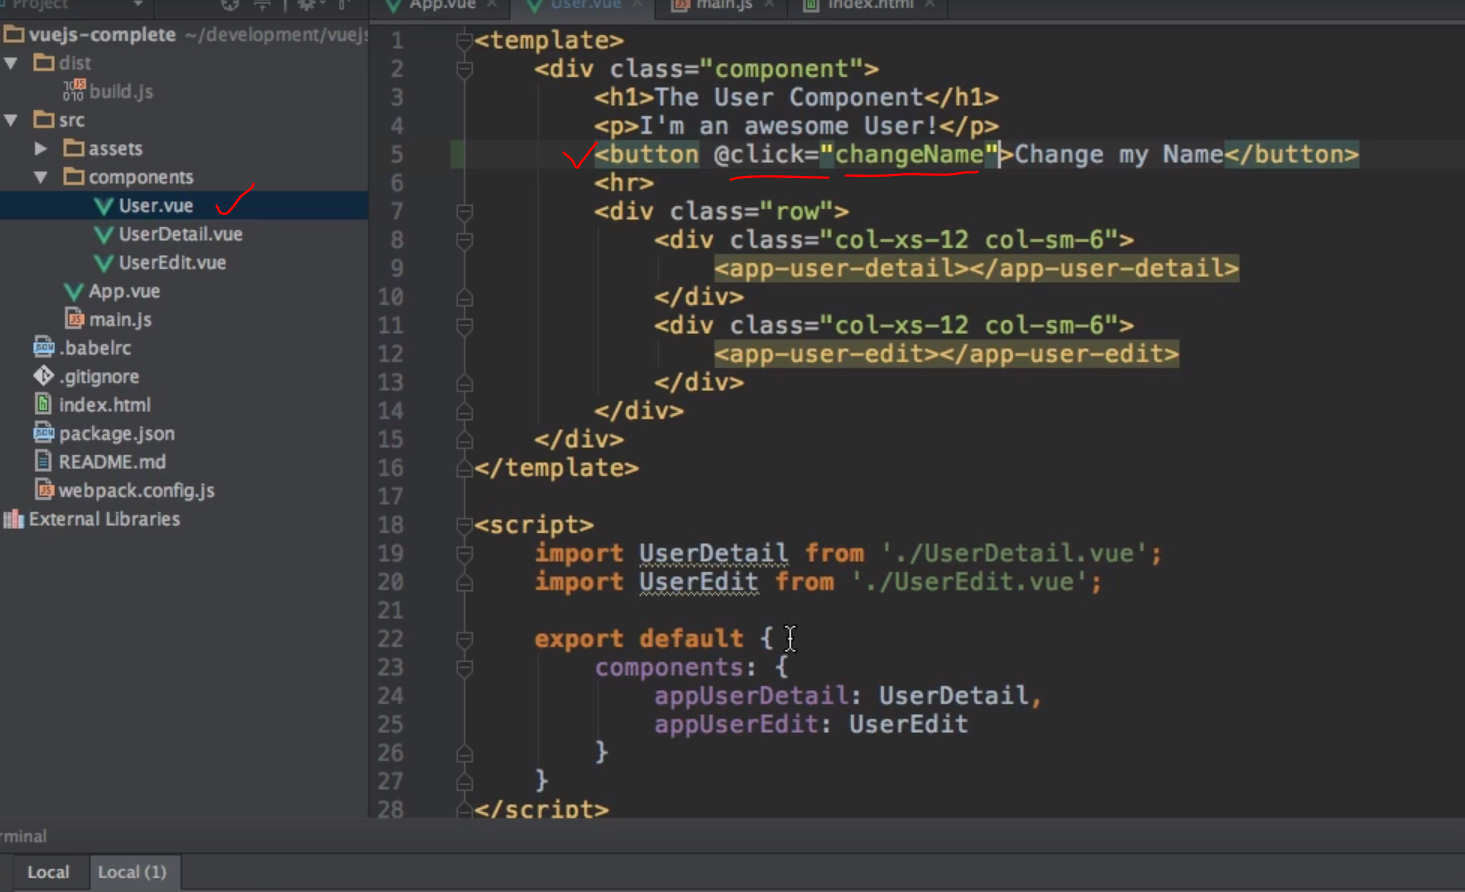 Project
App.vue
User.vue
main.js
index.html
vuejs-complete ~/development/vuejs
dist
build.js
src
assets
components
User.vue
UserDetail.vue
UserEdit.vue
App.vue
main.js
.babelrc
.gitignore
index.html
package.json
README.md
webpack.config.js
External Libraries
1 <template>
2 <div class="component">
3 <h1>The User Component</h1>
4 <p>I'm an awesome User!</p>
5 <button @click="changeName">Change my Name</button>
6 <hr>
7 <div class="row">
8 <div class="col-xs-12 col-sm-6">
9 <app-user-detail></app-user-detail>
10 </div>
11 <div class="col-xs-12 col-sm-6">
12 <app-user-edit></app-user-edit>
13 </div>
14 </div>
15 </div>
16 </template>
17
18 <script>
19 import UserDetail from './UserDetail.vue';
20 import UserEdit from './UserEdit.vue';
21
22 export default {
23 components: {
24 appUserDetail: UserDetail,
25 appUserEdit: UserEdit
26 }
27 }
28 </script>
rminal
Local
Local (1)